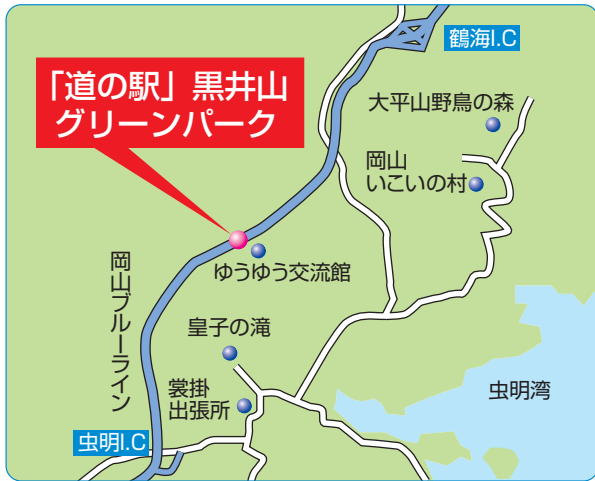 鶴海I.C
「道の駅」黒井山
グリーンパーク
大平山野鳥の森
岡山
いこいの村
ゆうゆう交流館
岡山ブルーライン
皇子の滝
裳掛
出張所
虫明湾
虫明I.C